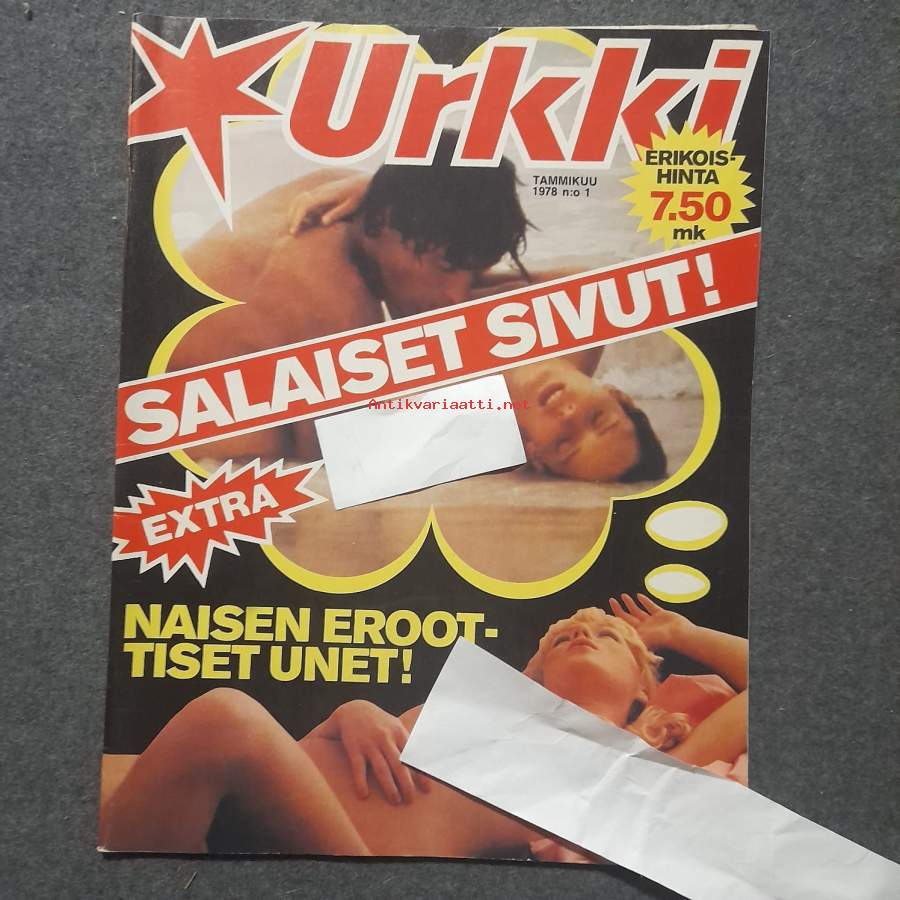 Urkki
TAMMIKUU
1978 n:o 1
ERIKOIS-
HINTA
7.50
mk
SALAISET SIVUT!
Antikvariaatti.net
EXTRA
NAISEN EROOT-
TISET UNET!